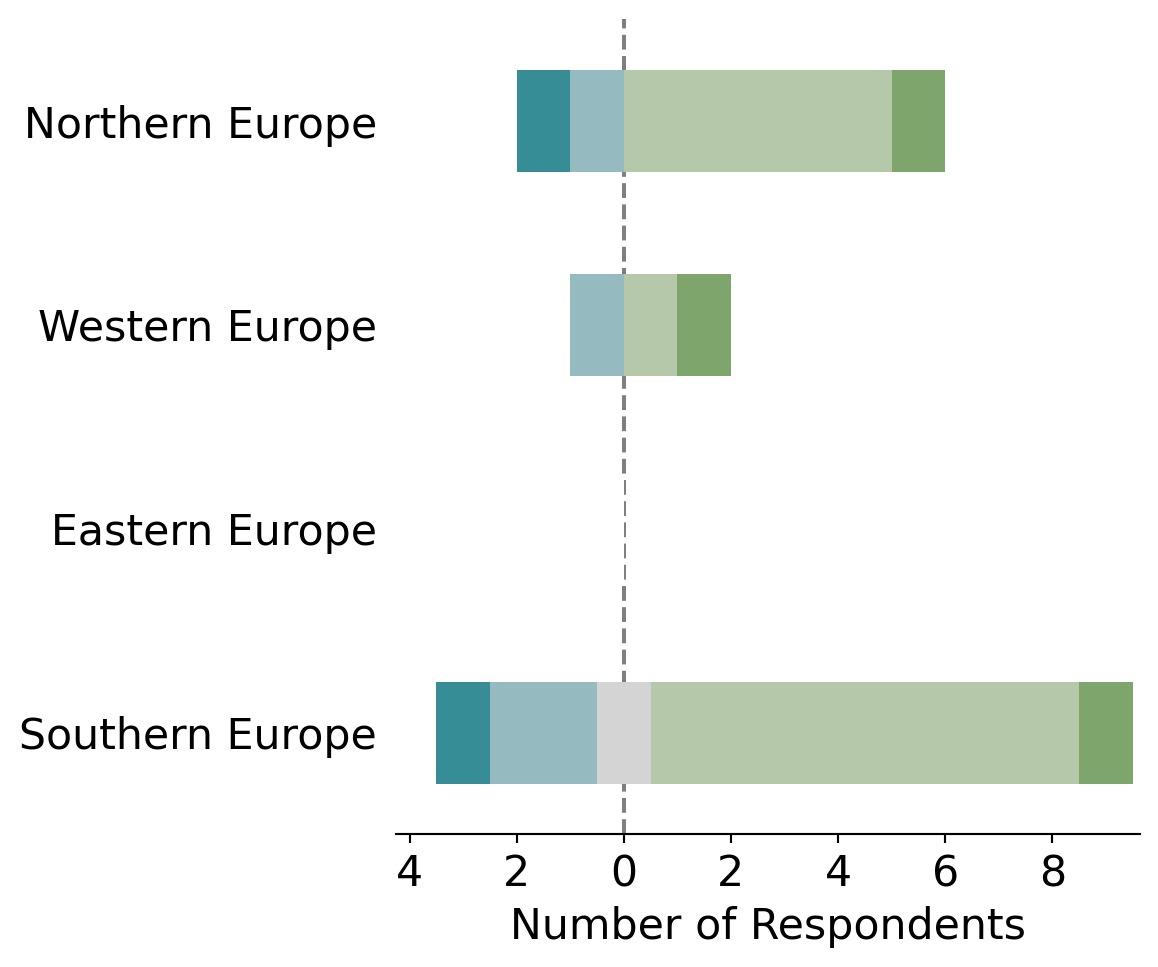 Northern Europe
Western Europe
Eastern Europe
Southern Europe
4 2 0 2 4 6 8
Number of Respondents